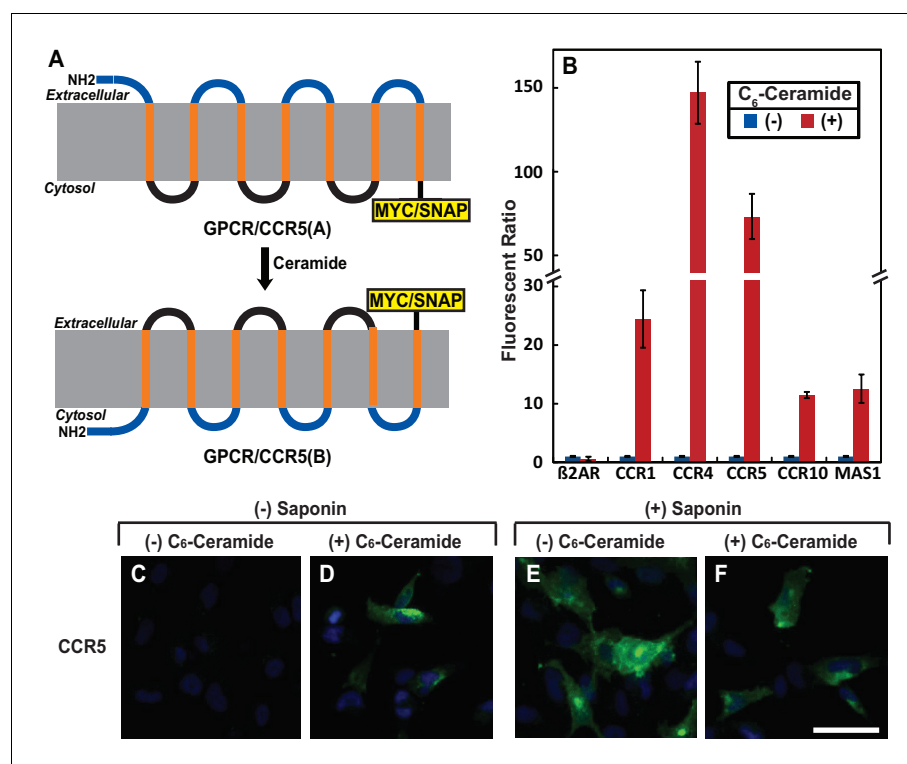 A
NH2
Extracellular
Cytosol
MYC/SNAP
GPCR/CCR5(A)
Ceramide
MYC/SNAP
Extracellular
Cytosol
NH2
GPCR/CCR5(B)
B
C6-Ceramide
(-) (+)
Fluorescent Ratio
150
100
50
30
20
10
0
ß2AR CCR1 CCR4 CCR5 CCR10 MAS1
(-) Saponin (+) Saponin
(-) C6-Ceramide (+) C6-Ceramide (-) C6-Ceramide (+) C6-Ceramide
C D E F
CCR5